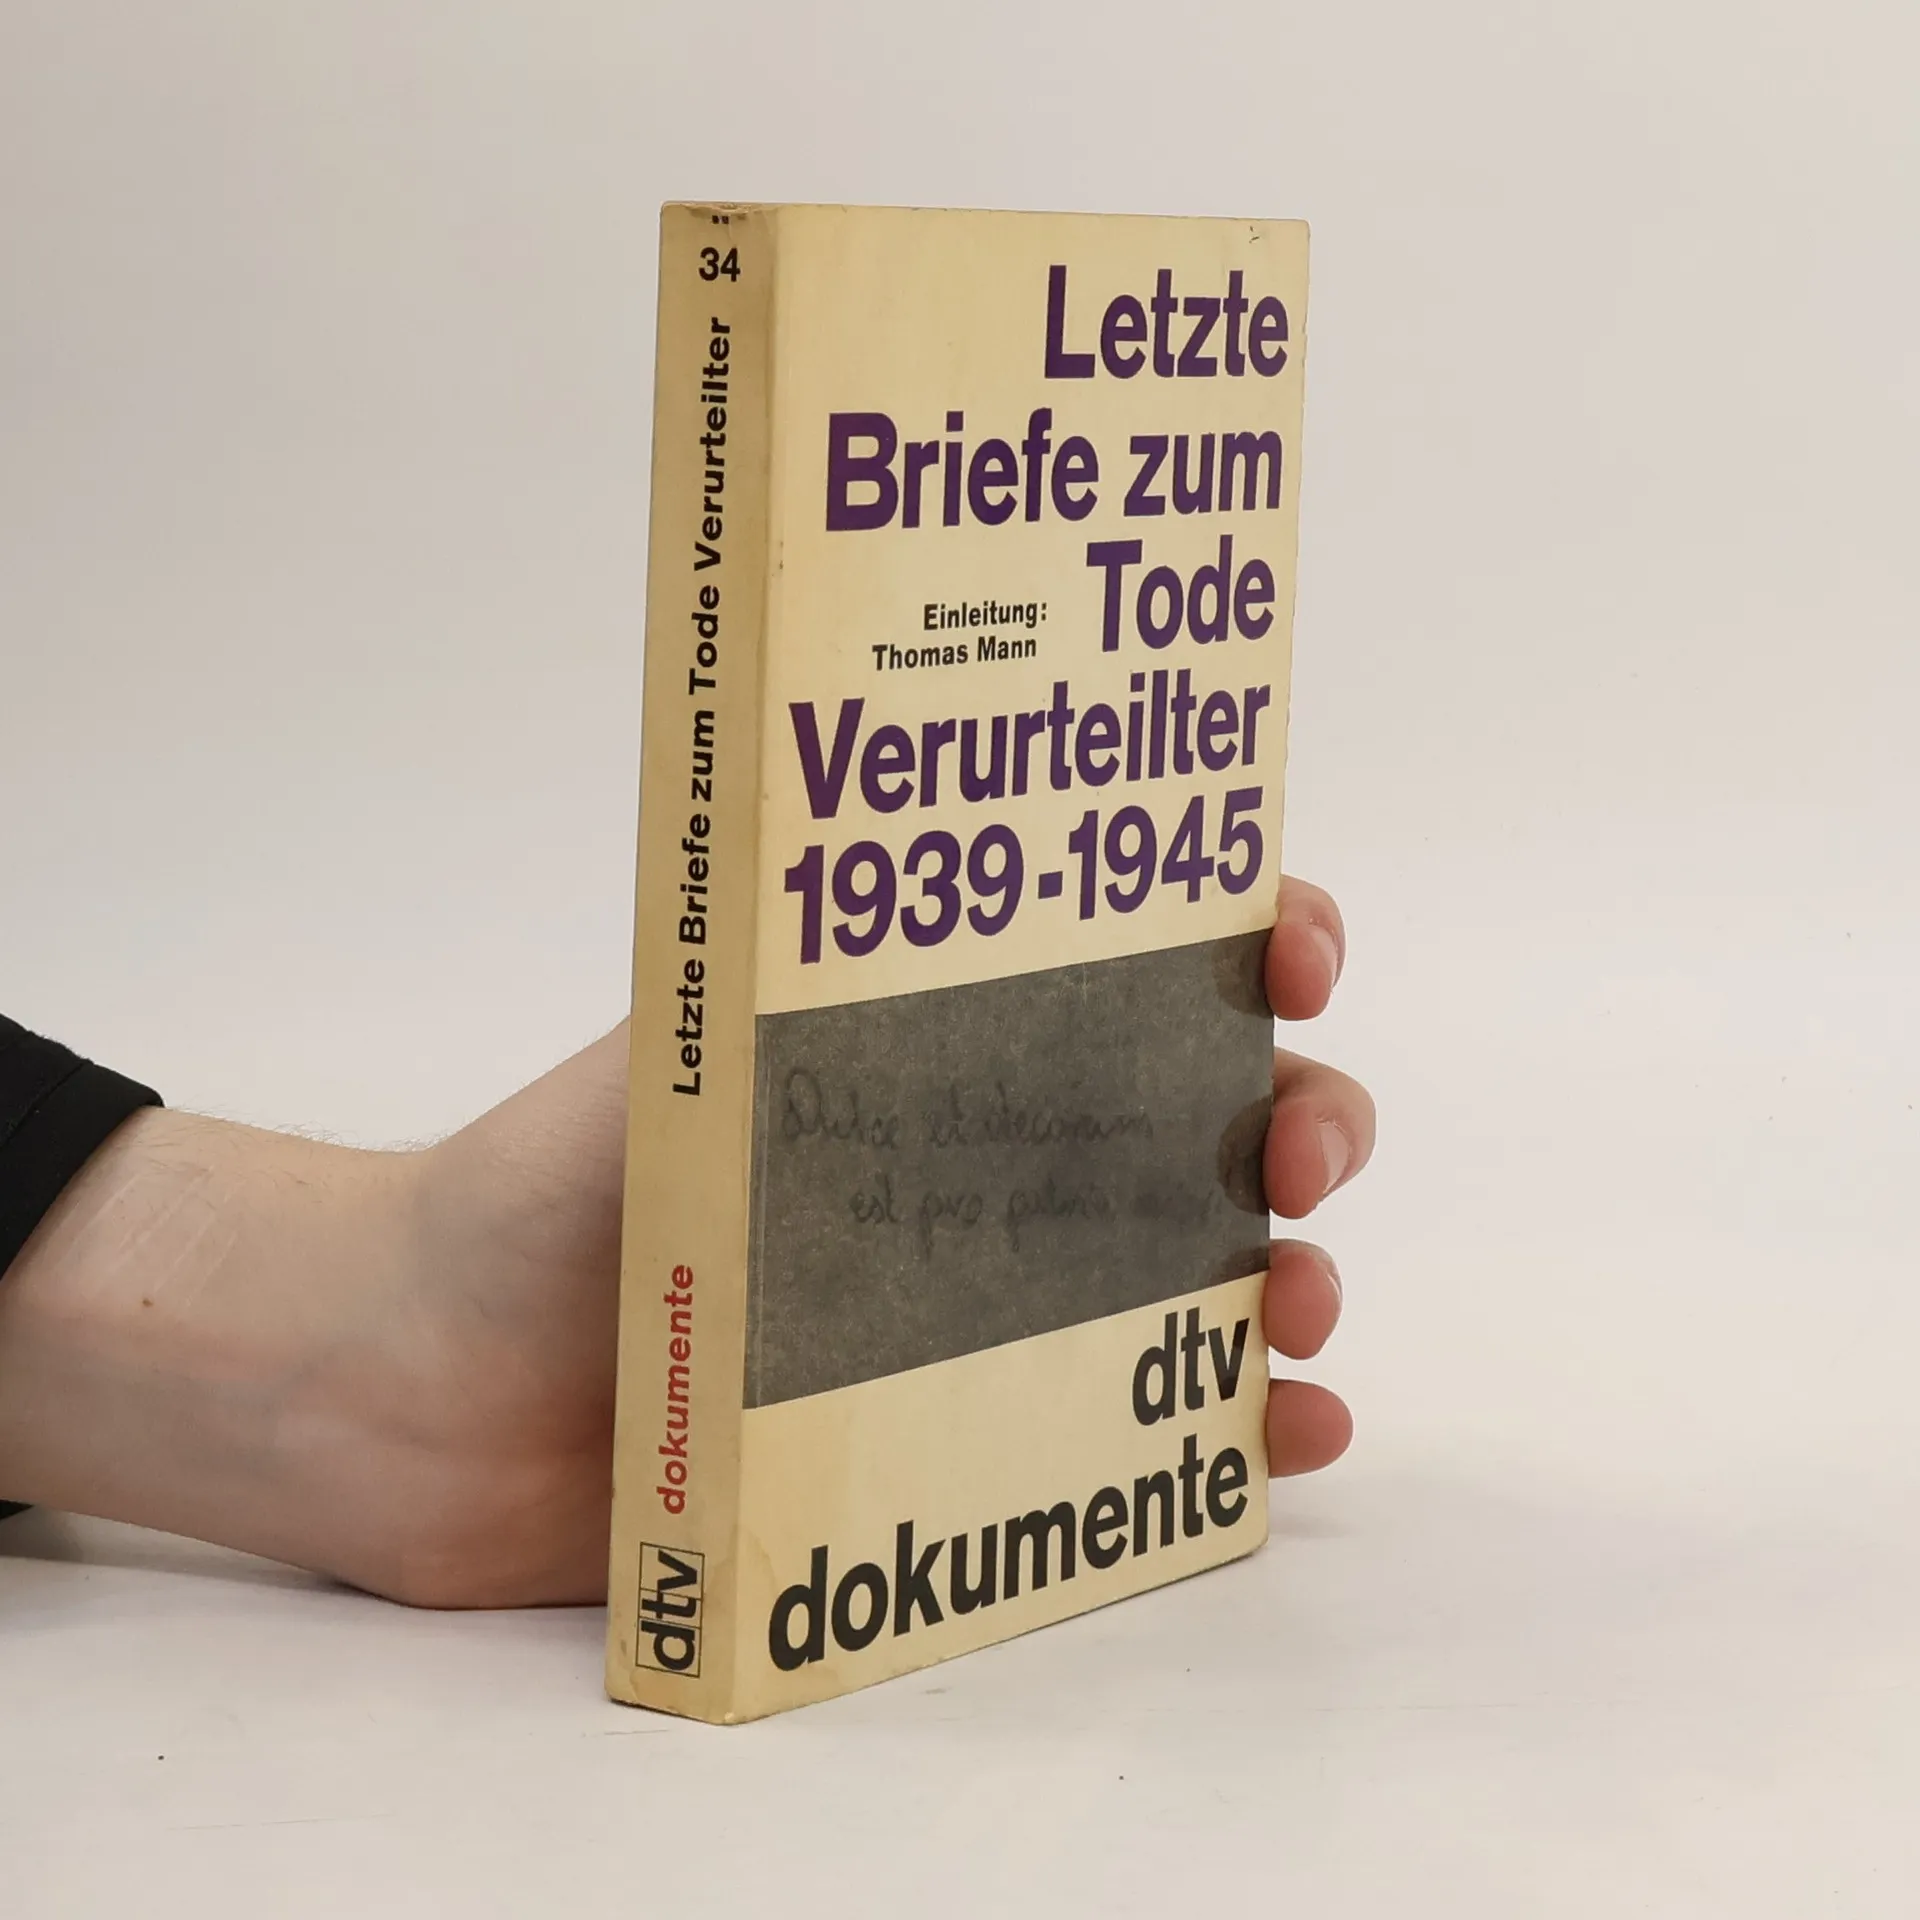 34
Letzte Briefe zum Tode Verurteilter
dokumente
dtv
Letzte
Briefe zum
Tode
Einleitung:
Thomas Mann
Verurteilter
1939-1945
Dulce et decorum
est pro patria
dtv
dokumente